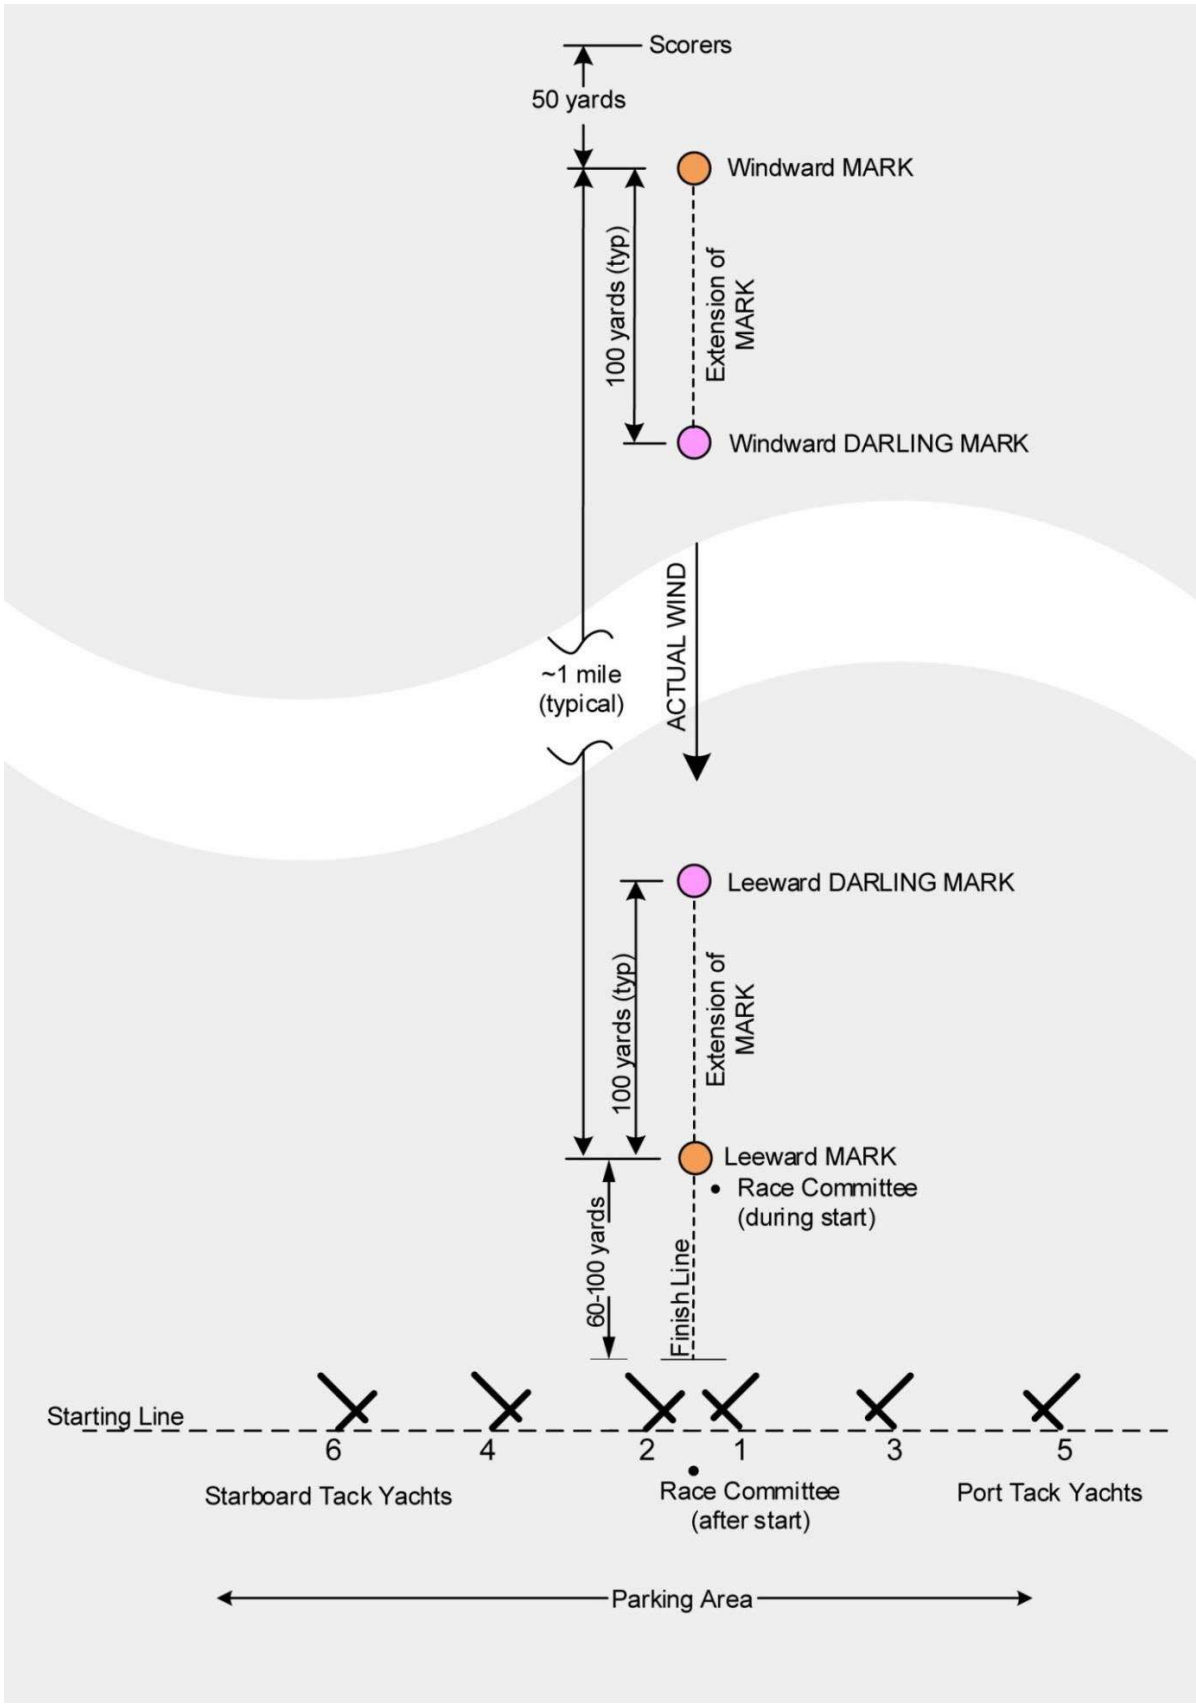 Scorers
50 yards
Windward MARK
100 yards (typ)
Extension of
MARK
Windward DARLING MARK
ACTUAL WIND
~1 mile
(typical)
Leeward DARLING MARK
100 yards (typ)
Extension of
MARK
Leeward MARK
Race Committee
(during start)
60-100 yards
Finish Line
Starting Line
6 4 2 1 3 5
Starboard Tack Yachts
Race Committee
(after start)
Port Tack Yachts
Parking Area